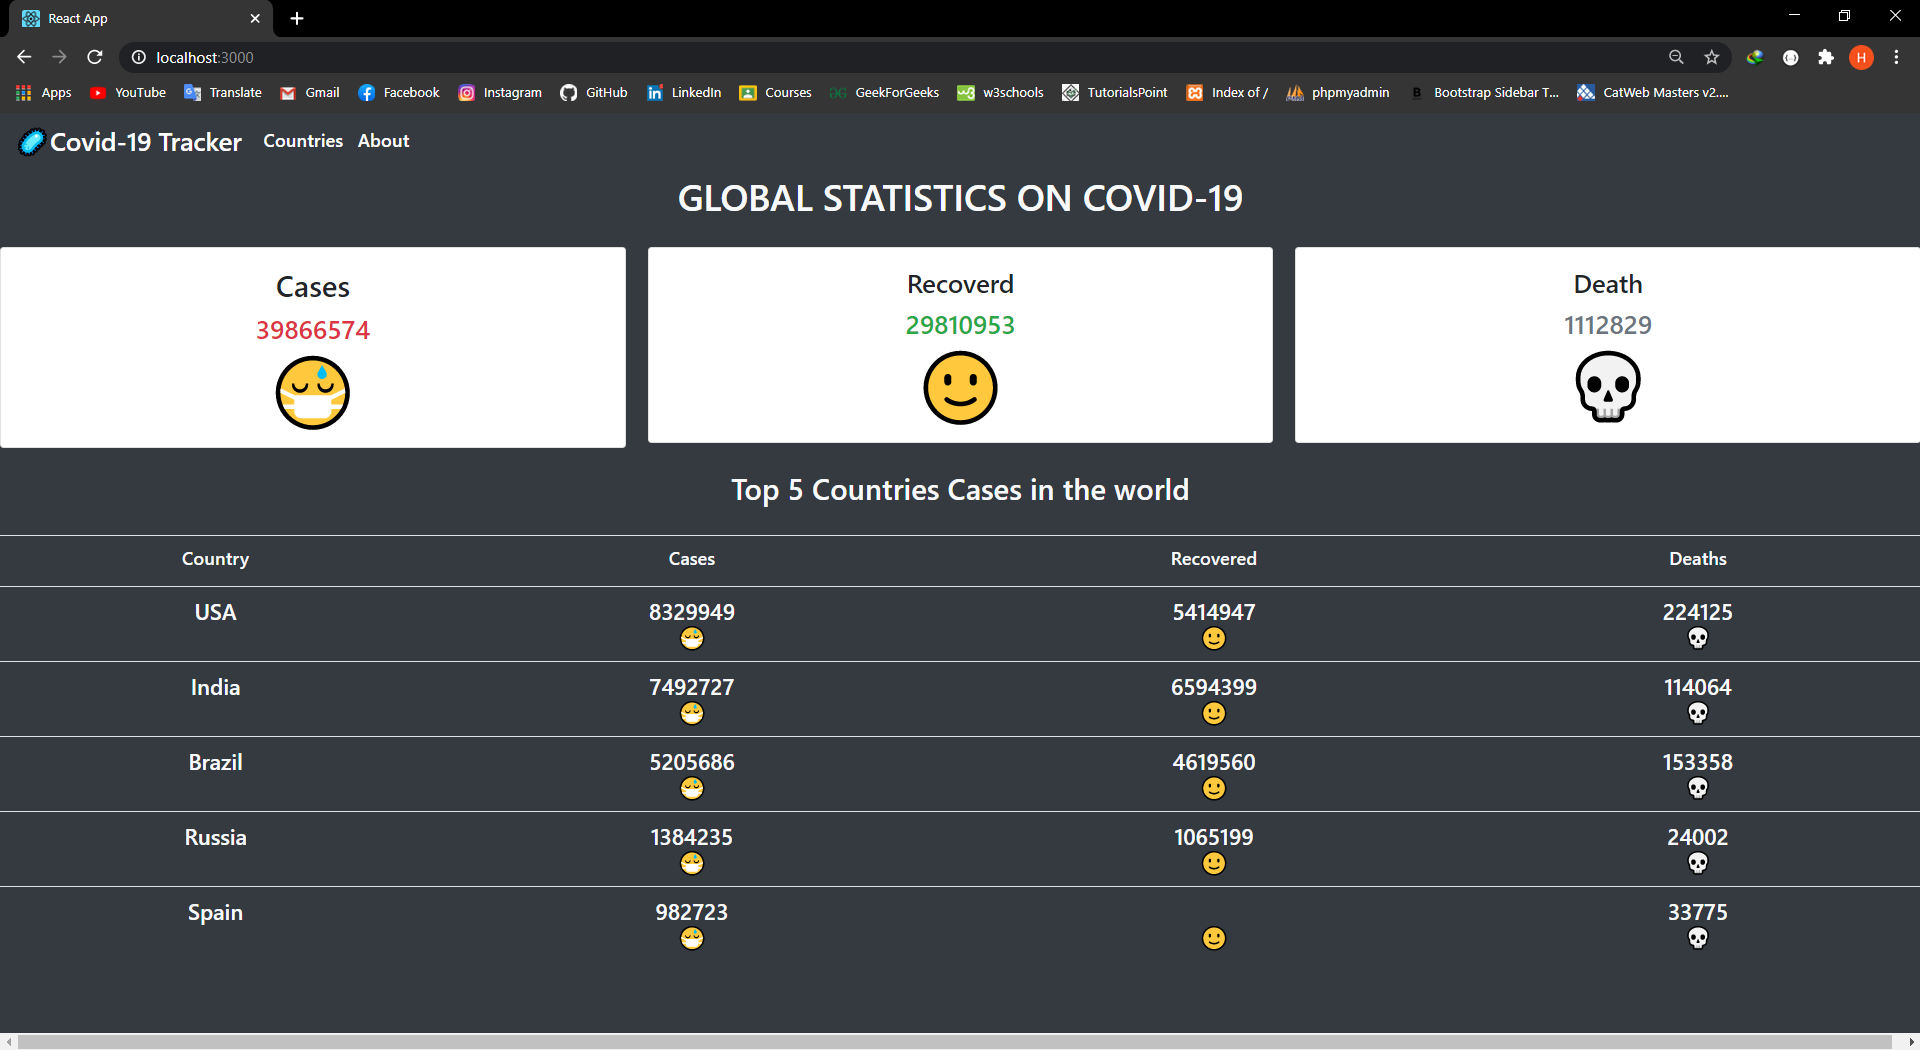 React App
localhost:3000
H
Apps YouTube Translate Gmail Facebook Instagram GitHub LinkedIn Courses GeekForGeeks w3schools TutorialsPoint Index of / phpmyadmin Bootstrap Sidebar T... CatWeb Masters v2....
Covid-19 Tracker Countries About
GLOBAL STATISTICS ON COVID-19
Cases
39866574
Recoverd
29810953
Death
1112829
Top 5 Countries Cases in the world
Country Cases Recovered Deaths
USA 8329949 5414947 224125
India 7492727 6594399 114064
Brazil 5205686 4619560 153358
Russia 1384235 1065199 24002
Spain 982723 33775